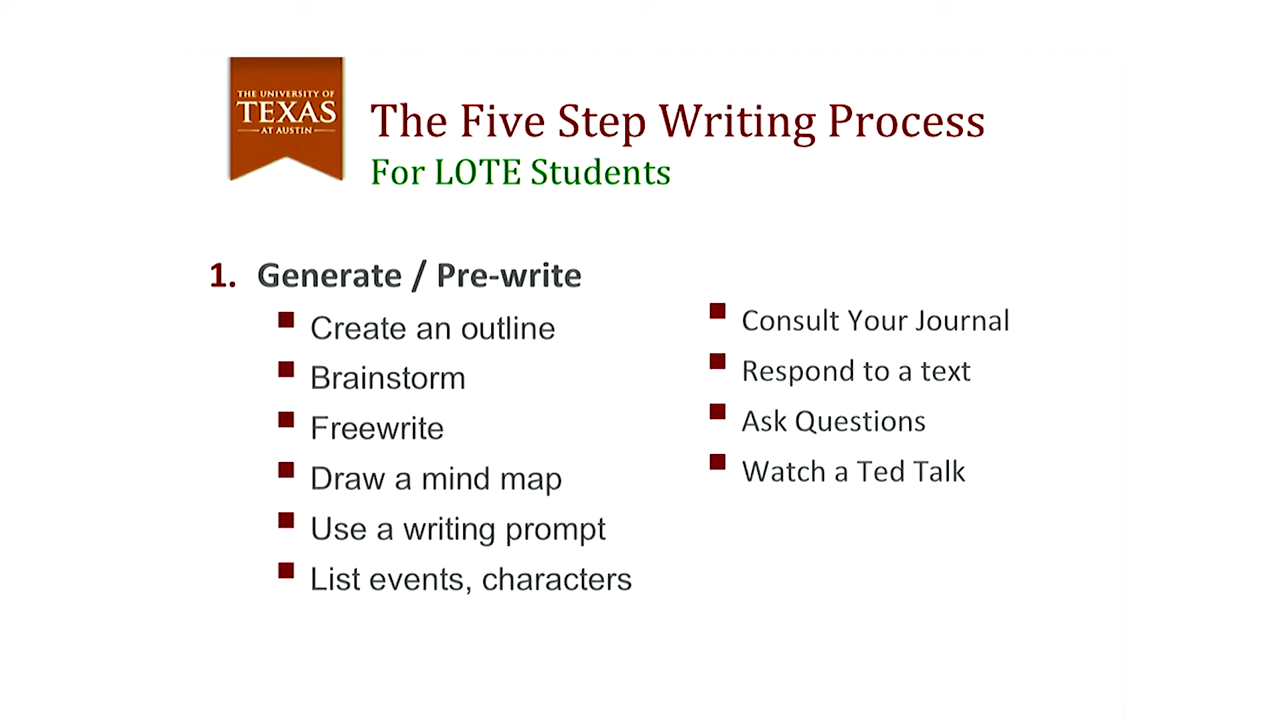 THE UNIVERSITY OF
TEXAS
AT AUSTIN
The Five Step Writing Process
For LOTE Students
1. Generate / Pre-write
Create an outline
Brainstorm
Freewrite
Draw a mind map
Use a writing prompt
List events, characters
Consult Your Journal
Respond to a text
Ask Questions
Watch a Ted Talk